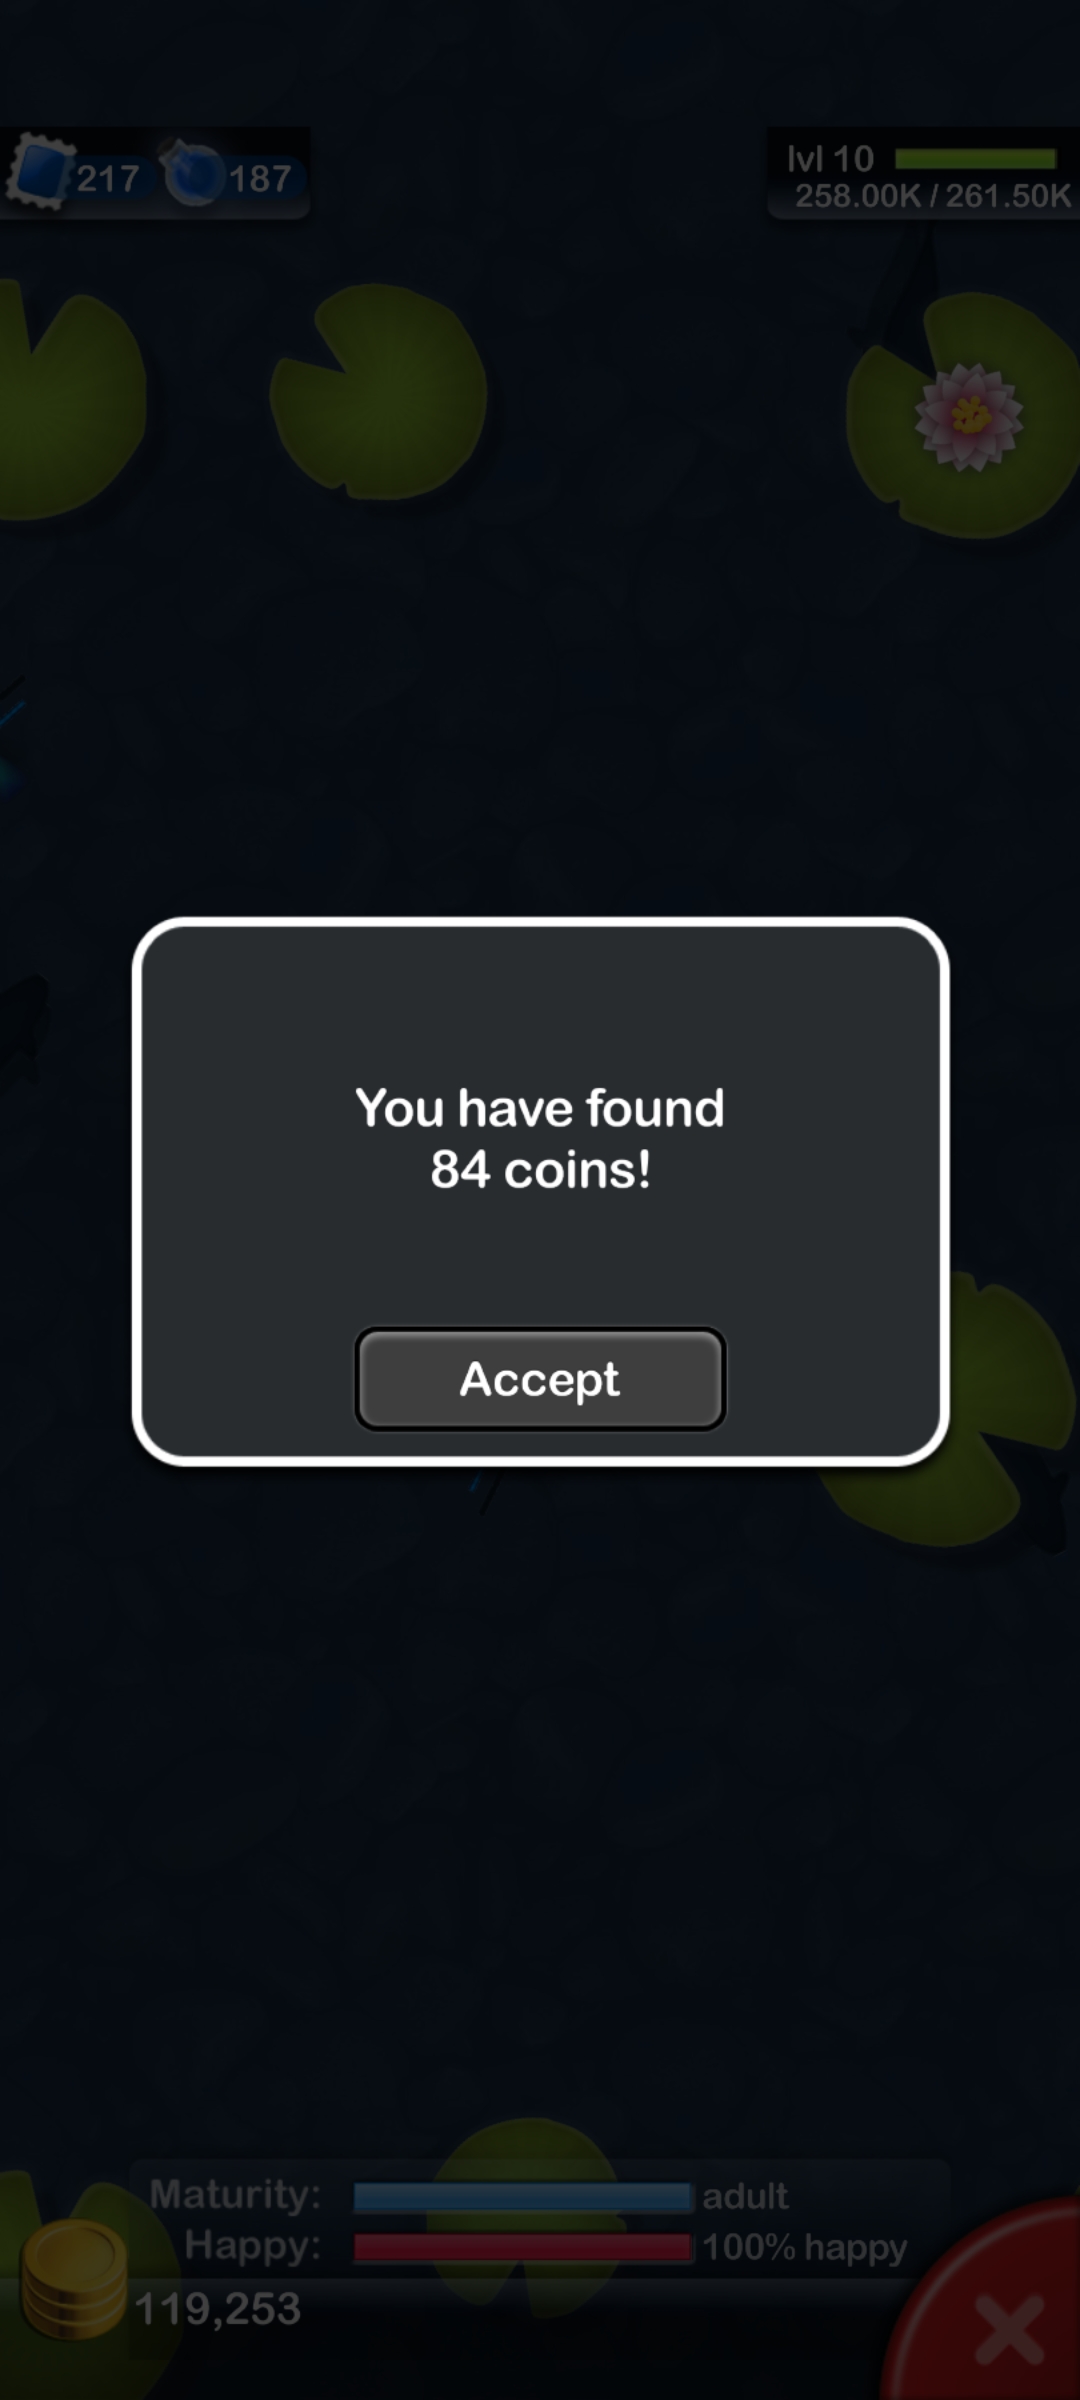 217 187
lvl 10
258.00K / 261.50K
You have found
84 coins!
Accept
Maturity: adult
Happy: 100% happy
119,253